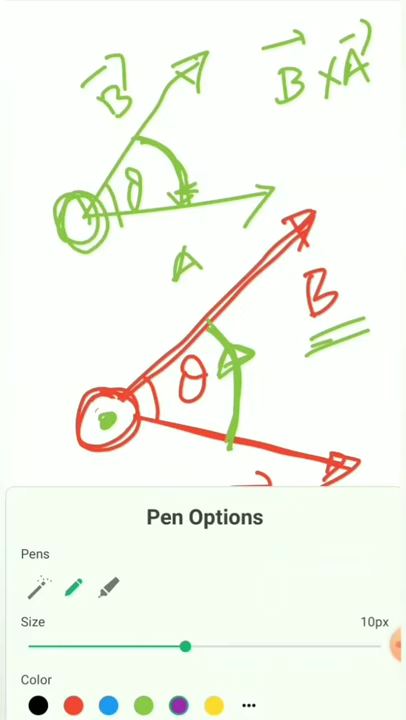 B⃗
B⃗ × A⃗
θ
A
B
θ
Pen Options
Pens
Size
10px
Color